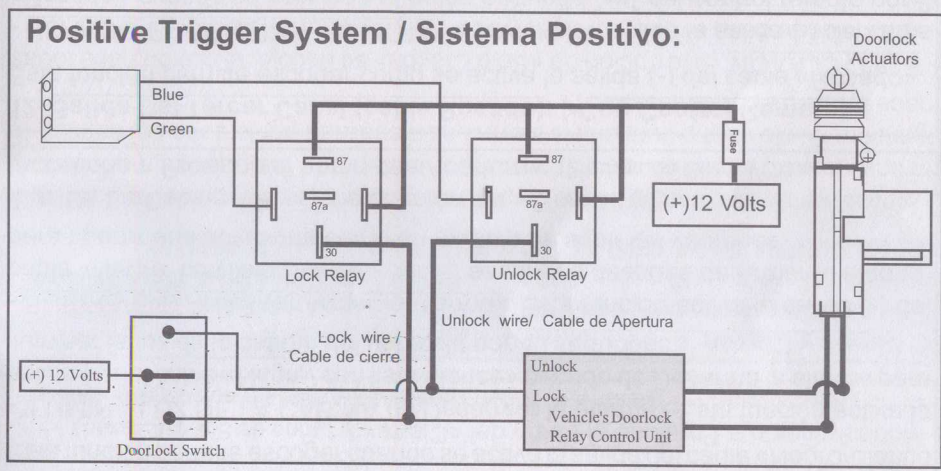 Positive Trigger System / Sistema Positivo:
Doorlock
Actuators
Blue
Green
87
87a
30
Lock Relay
87
87a
30
Unlock Relay
Fuse
(+)12 Volts
Unlock wire/ Cable de Apertura
Lock wire/
Cable de cierre
(+) 12 Volts
Doorlock Switch
Unlock
Lock
Vehicle's Doorlock
Relay Control Unit